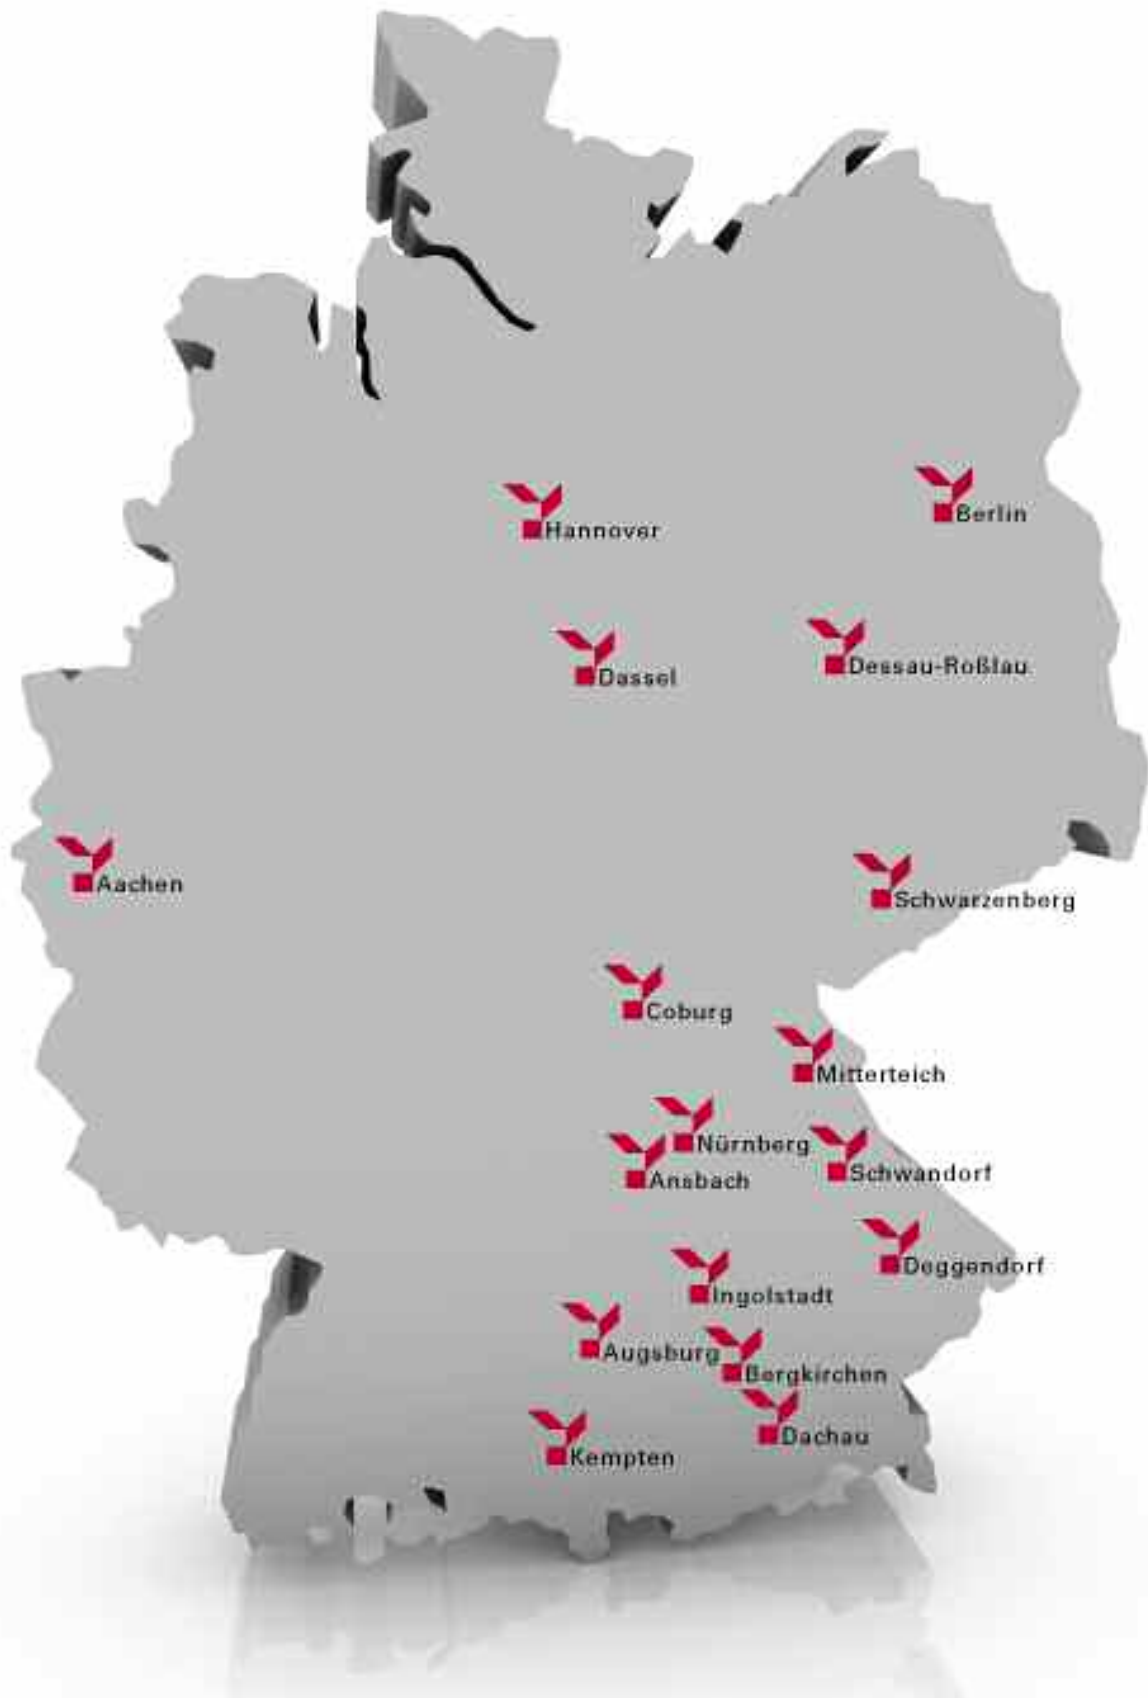 Berlin
Hannover
Dessau-Roßlau
Dassel
Aachen
Schwarzenberg
Coburg
Mitterteich
Nürnberg
Schwandorf
Ansbach
Deggendorf
Ingolstadt
Augsburg
Bergkirchen
Dachau
Kempten